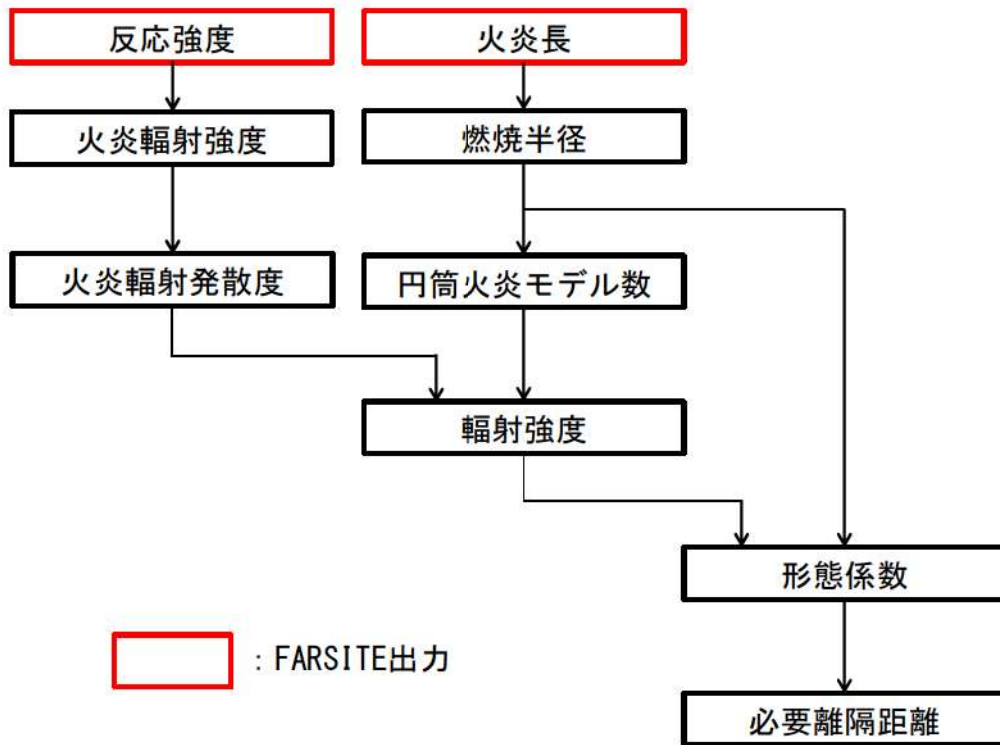 反応強度
火炎長
火炎輻射強度
燃焼半径
火炎輻射発散度
円筒火炎モデル数
輻射強度
形態係数
：FARSITE出力
必要離隔距離